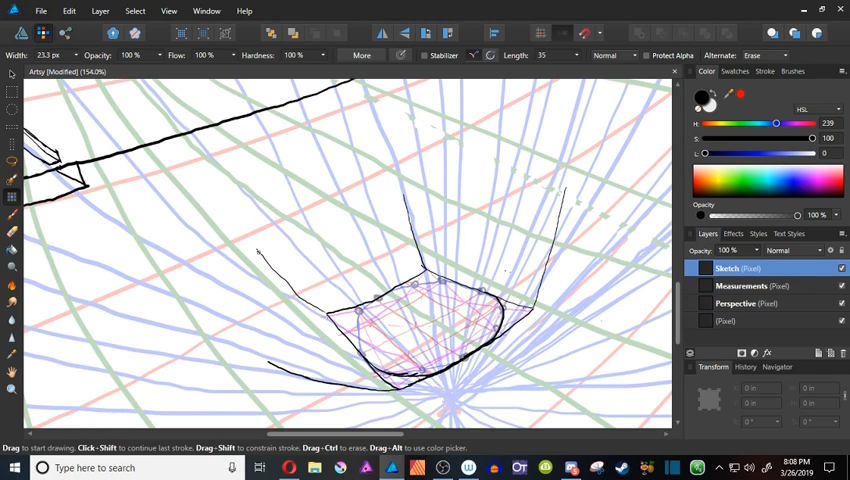 File Edit Layer Select View Window Help
Width: 23.3 px Opacity: 100 % Flow: 100 % Hardness: 100 % More Stabilizer Length: 35 Normal Protect Alpha Alternate: Erase
Artsy [Modified] (154.0%)
Color Swatches Stroke Brushes
HSL
H: 239
S: 100
L: 0
Opacity
100 %
Layers Effects Styles Text Styles
Opacity: 100 % Normal
Sketch (Pixel)
Measurements (Pixel)
Perspective (Pixel)
(Pixel)
Transform History Navigator
X: 0 in W: 0 in
Y: 0 in H: 0 in
R: 0 ° S: 0 °
Drag to start drawing. Click+Shift to continue last stroke. Drag+Shift to constrain stroke. Drag+Ctrl to erase. Drag+Alt to use color picker.
Type here to search
8:08 PM
3/26/2019